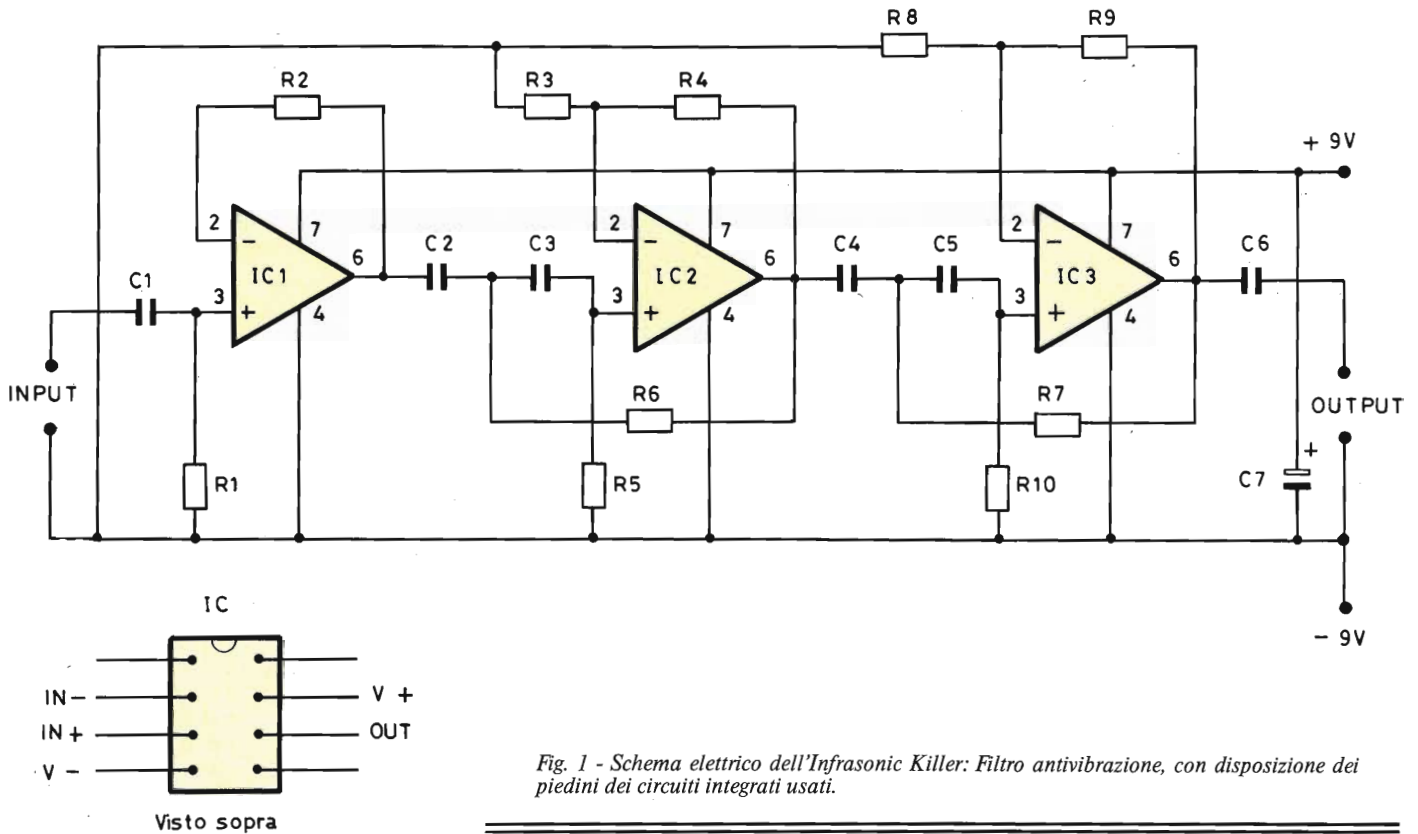 R8
R9
R2
R3
R4
+ 9V
2
7
2
7
2
7
C1
IC1
6
C2
C3
IC2
6
C4
C5
IC3
6
C6
3
4
3
4
3
4
−
+
−
+
−
+
INPUT
R6
R7
OUTPUT
R1
R5
R10
C7
+
− 9V
IC
IN −
V +
IN +
OUT
V −
Visto sopra
Fig. 1 - Schema elettrico dell'Infrasonic Killer: Filtro antivibrazione, con disposizione dei
piedini dei circuiti integrati usati.